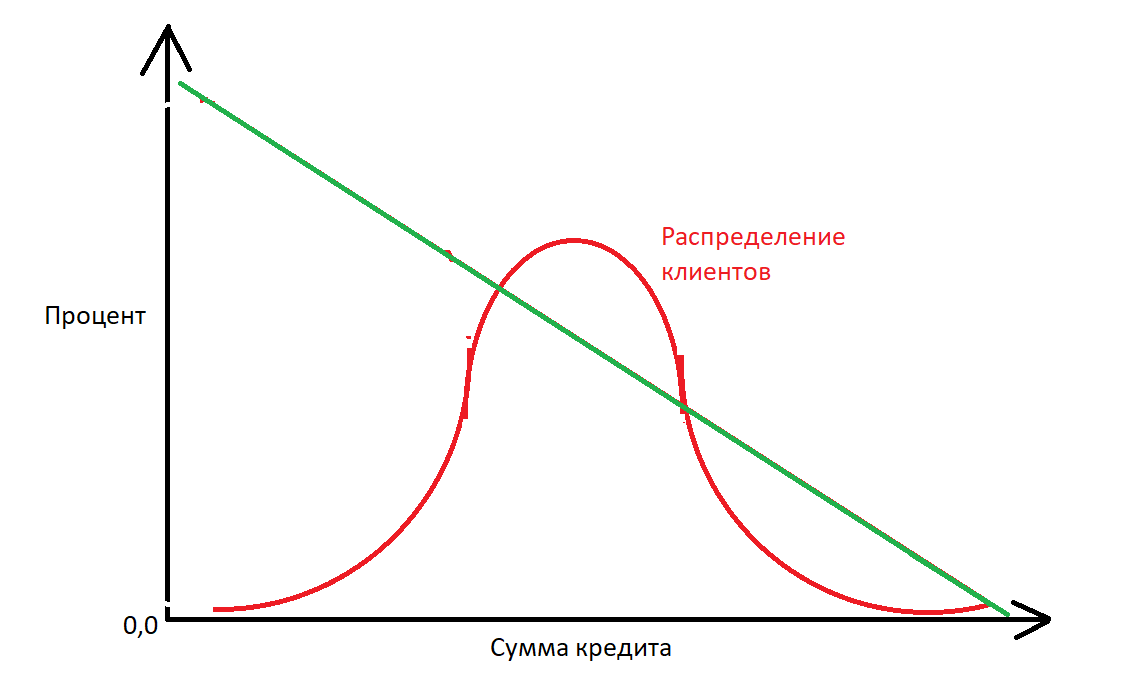 Распределение
клиентов
Процент
0,0
Сумма кредита